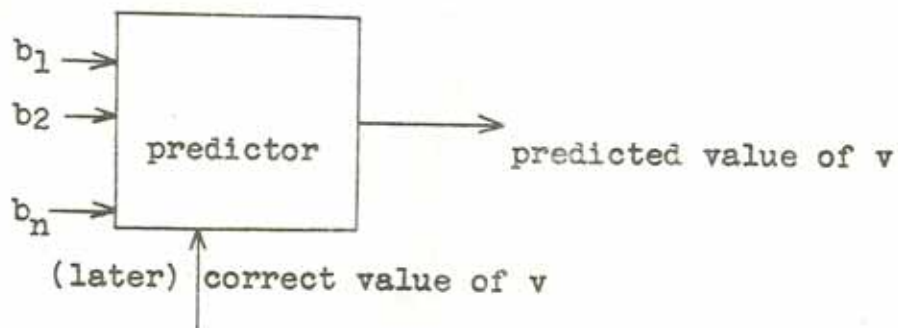 b1
b2
predictor
predicted value of v
bn
(later) correct value of v